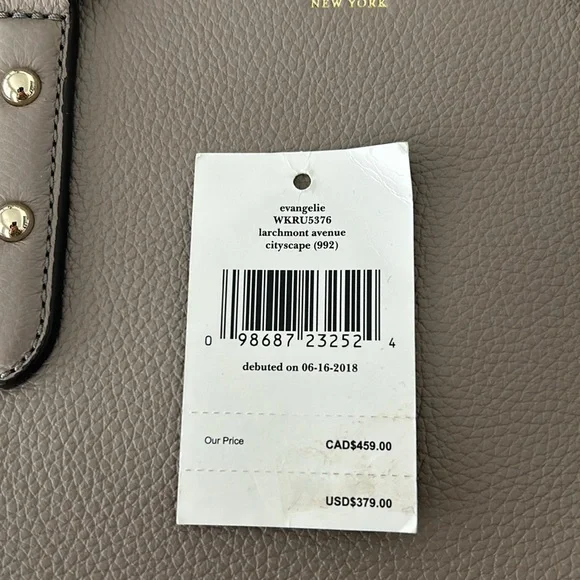 NEW YORK
evangelie
WKRU5376
larchmont avenue
cityscape (992)
0 98687 23252 4
debuted on 06-16-2018
Our Price CAD$459.00
USD$379.00